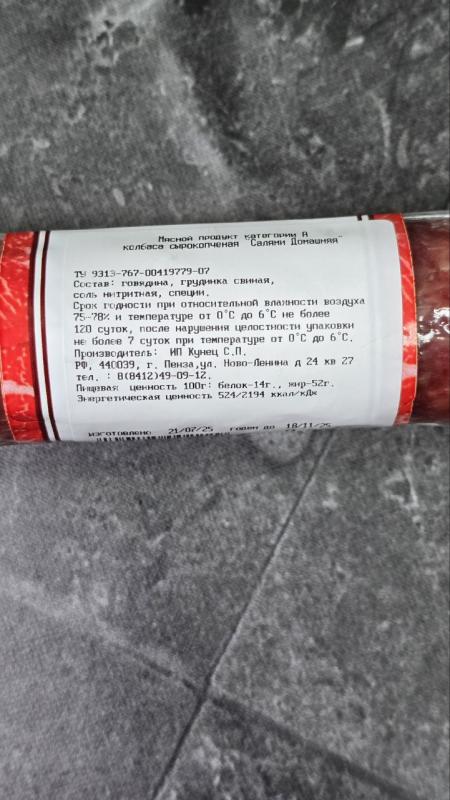 Мясной продукт категории А
колбаса сырокопченая "Салями Домашняя"
ТУ 9313-767-00419779-07
Состав: говядина, грудинка свиная,
соль нитритная, специи.
Срок годности при относительной влажности воздуха
75-78% и температуре от 0°С до 6°С не более
120 суток, после нарушения целостности упаковки
не более 7 суток при температуре от 0°С до 6°С.
Производитель: ИП Кунец С.П.
РФ, 440039, г. Пенза,ул. Ново-Ленина д 24 кв 27
тел. : 8(8412)49-09-12.
Пищевая ценность 100г: белок-14г., жир-52г.
Энергетическая ценность 524/2194 ккал/кДж
Изготовлено 21/07/25 годен до 18/11/25